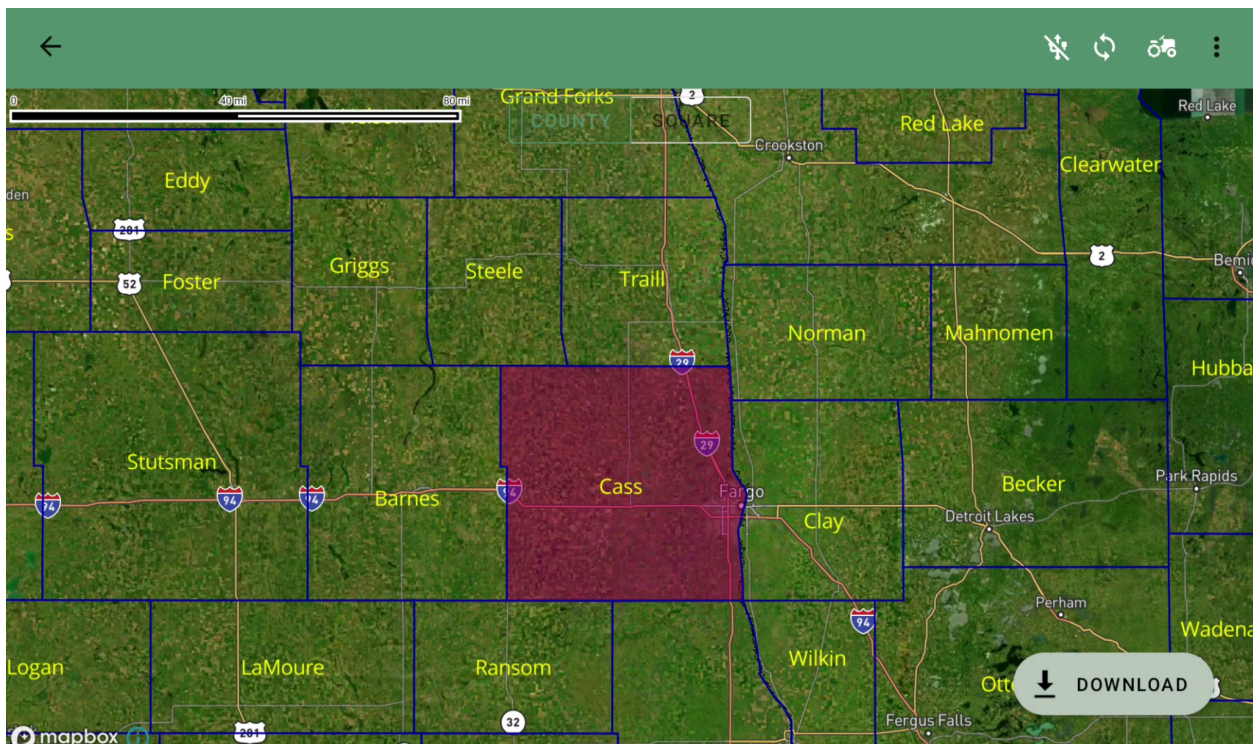 0
40 mi
80 mi
Grand Forks
2
COUNTY
SQUARE
Red Lake
Red Lake
Crookston
Clearwater
Eddy
281
Griggs
Steele
Traill
2
Foster
52
Norman
Mahnomen
29
Hubba
29
Stutsman
94
94
94
94
Barnes
Cass
Fargo
Clay
Becker
Park Rapids
Detroit Lakes
Perham
94
Wadena
Logan
LaMoure
Ransom
Wilkin
DOWNLOAD
32
281
Fergus Falls
mapbox